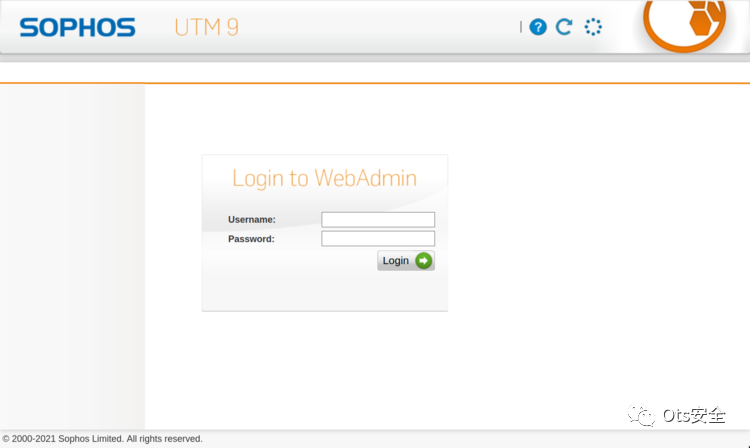 SOPHOS UTM 9
Login to WebAdmin
Username:
Password:
Login
Ots安全
© 2000-2021 Sophos Limited. All rights reserved.